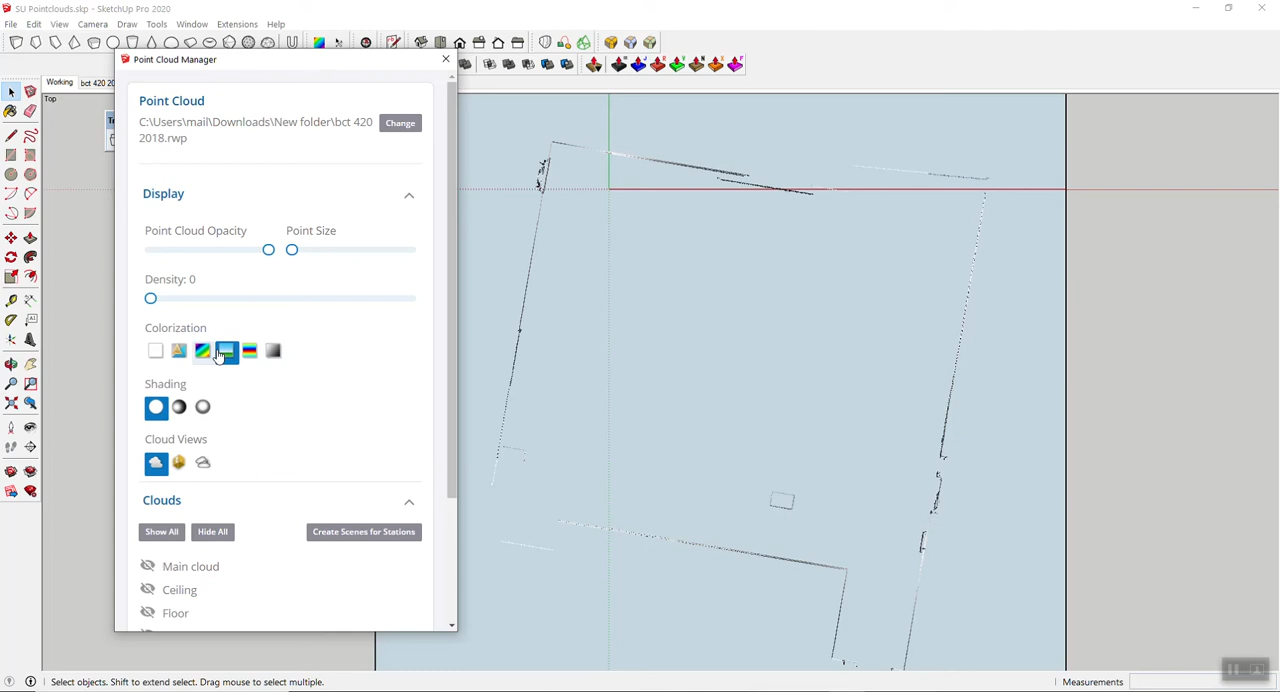 SU Pointclouds.skp - SketchUp Pro 2020
File Edit View Camera Draw Tools Window Extensions Help
Point Cloud Manager
Working
bct 420 20
Top
Point Cloud
C:\Users\mail\Downloads\New folder\bct 420
2018.rwp
Change
Display
Point Cloud Opacity
Point Size
Density: 0
Colorization
Shading
Cloud Views
Clouds
Show All
Hide All
Create Scenes for Stations
Main cloud
Ceiling
Floor
Select objects. Shift to extend select. Drag mouse to select multiple.
Measurements